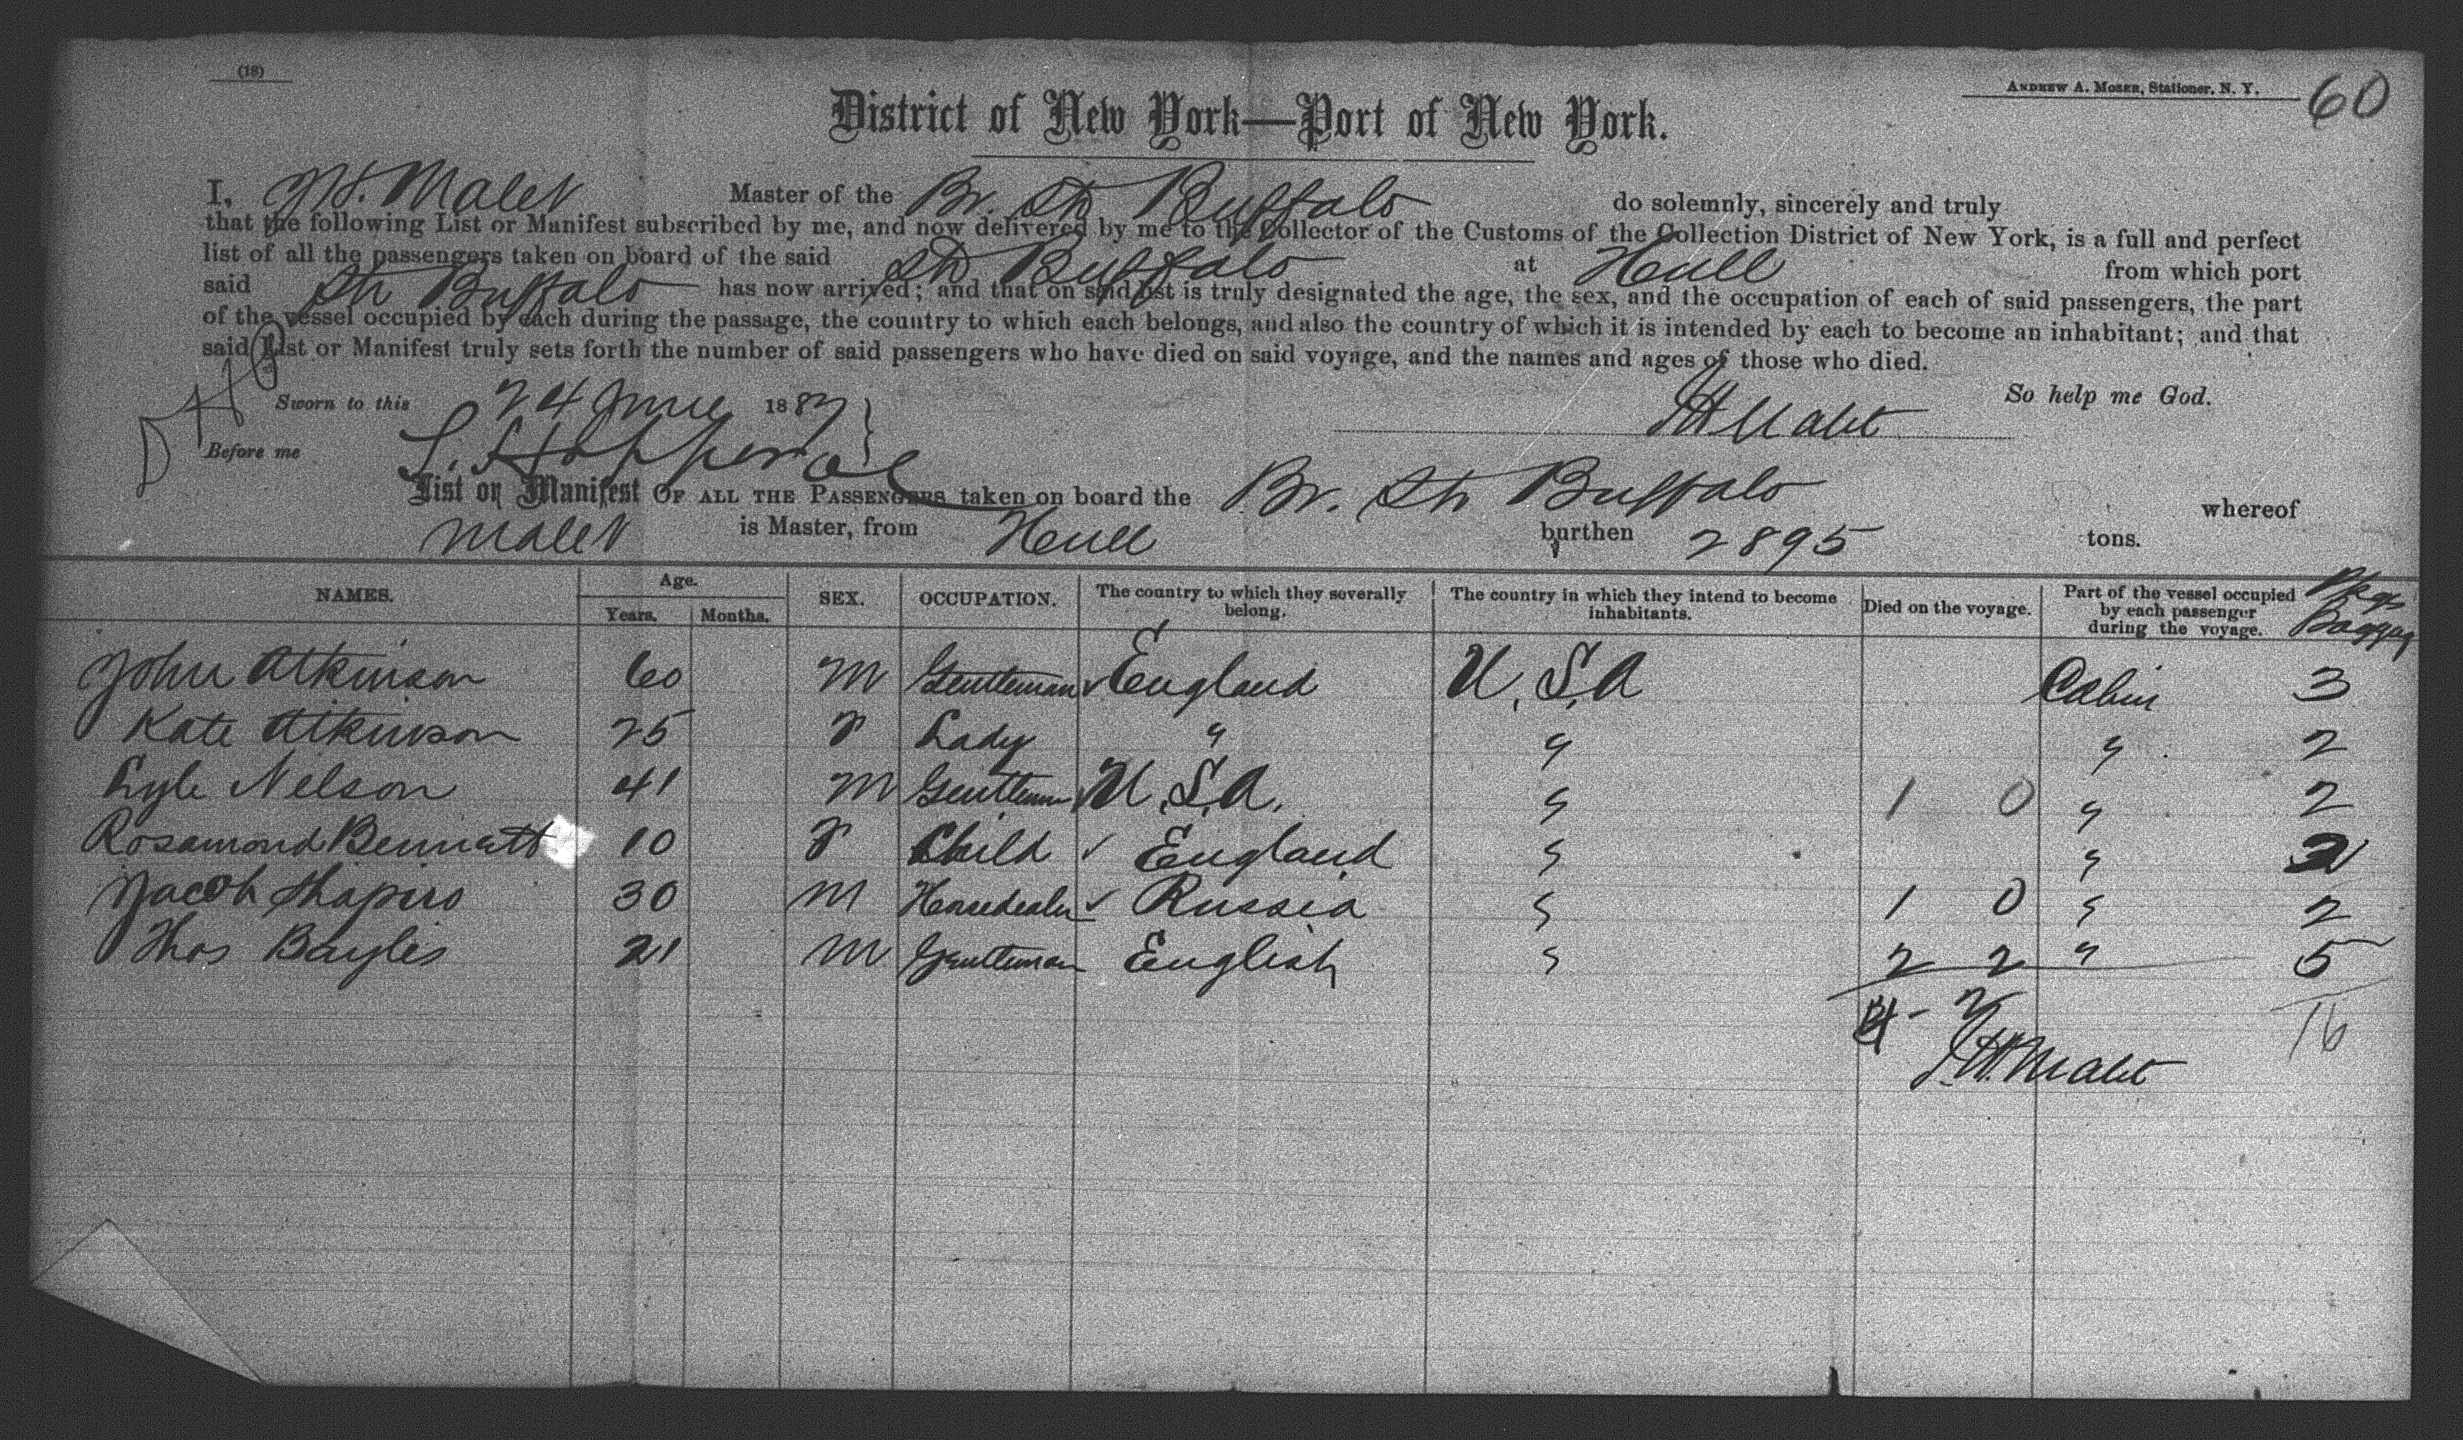 (18)
ANDREW A. MOSER, Stationer, N. Y.
60
District of New York—Port of New York.
I, Malet Master of the Br. Str Buffalo do solemnly, sincerely and truly
that the following List or Manifest subscribed by me, and now delivered by me to the Collector of the Customs of the Collection District of New York, is a full and perfect
list of all the passengers taken on board of the said Str Buffalo at Hull from which port
said Str Buffalo has now arrived; and that on said list is truly designated the age, the sex, and the occupation of each of said passengers, the part
of the vessel occupied by each during the passage, the country to which each belongs, and also the country of which it is intended by each to become an inhabitant; and that
said List or Manifest truly sets forth the number of said passengers who have died on said voyage, and the names and ages of those who died.
Sworn to this 24 June 1887 So help me God.
Malet
Before me
List or Manifest OF ALL THE PASSENGERS taken on board the Br. Str Buffalo whereof
Malet is Master, from Hull burthen 2895 tons.
NAMES. Age. Years. Months. SEX. OCCUPATION. The country to which they severally belong. The country in which they intend to become inhabitants. Died on the voyage. Part of the vessel occupied by each passenger during the voyage. Pkgs Baggag
John Atkinson 60 M Gentleman England U.S.A Cabin 3
Kate Atkinson 25 F Lady " " " 2
Lyle Nelson 41 M Gentleman U.S.A. " 1 0 " 2
Rosamond Bennett 10 F Child England " " 2
Jacob Shapiro 30 M Horsedealer Russia " 1 0 " 2
Thos Baylis 21 M Gentleman English " 2 2 " 5
4 - 2
16
J.H. Malet